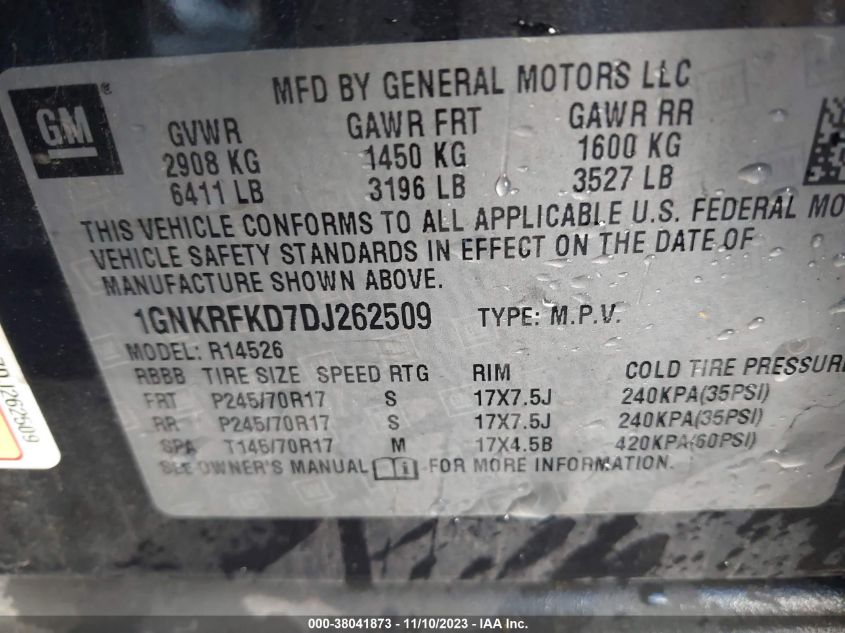 MFD BY GENERAL MOTORS LLC
GM ®
GVWR GAWR FRT GAWR RR
2908 KG 1450 KG 1600 KG
6411 LB 3196 LB 3527 LB
THIS VEHICLE CONFORMS TO ALL APPLICABLE U.S. FEDERAL MO
VEHICLE SAFETY STANDARDS IN EFFECT ON THE DATE OF
MANUFACTURE SHOWN ABOVE.
1GNKRFKD7DJ262509 TYPE: M.P.V.
MODEL: R14526
RBBB TIRE SIZE SPEED RTG RIM COLD TIRE PRESSURE
FRT P245/70R17 S 17X7.5J 240KPA(35PSI)
RR P245/70R17 S 17X7.5J 240KPA(35PSI)
SPA T145/70R17 M 17X4.5B 420KPA(60PSI)
SEE OWNER'S MANUAL FOR MORE INFORMATION.
J262509
000-38041873 - 11/10/2023 - IAA Inc.